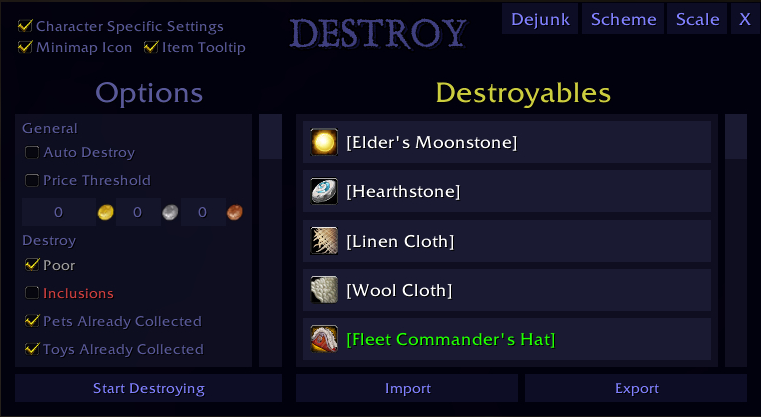 Character Specific Settings
Minimap Icon Item Tooltip
DESTROY
Dejunk Scheme Scale X
Options
General
Auto Destroy
Price Threshold
0 0 0
Destroy
Poor
Inclusions
Pets Already Collected
Toys Already Collected
Start Destroying
Destroyables
[Elder's Moonstone]
[Hearthstone]
[Linen Cloth]
[Wool Cloth]
[Fleet Commander's Hat]
Import Export